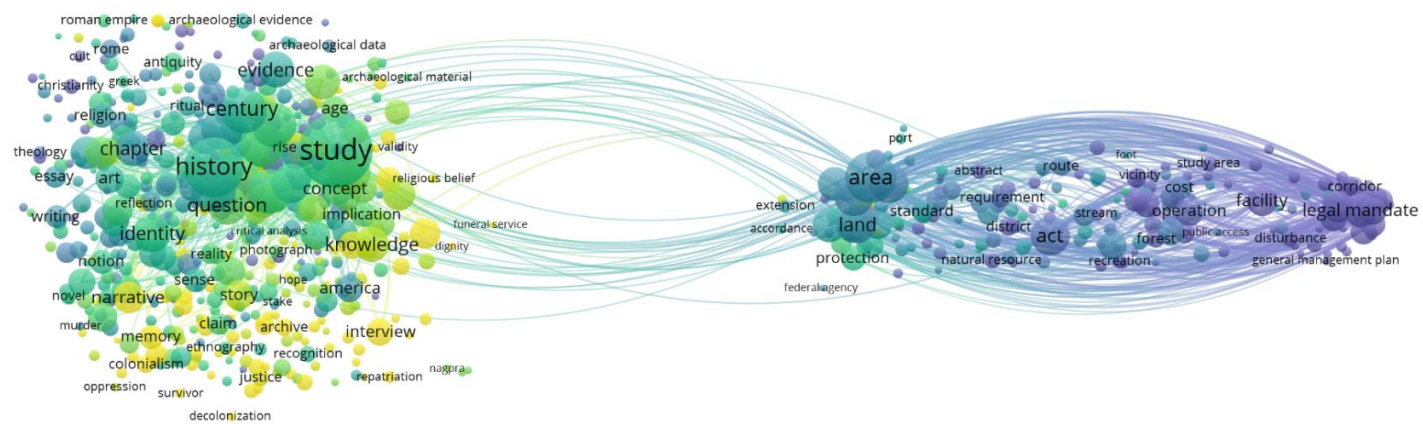 roman empire
archaeological evidence
rome
archaeological data
cult
antiquity
evidence
archaeological material
christianity
greek
ritual
century
age
religion
theology
chapter
history
rise
study
validity
essay
art
concept
religious belief
reflection
question
implication
writing
identity
critical analysis
knowledge
funeral service
dignity
notion
reality
photograph
sense
hope
america
novel
narrative
story
stake
murder
memory
claim
archive
interview
colonialism
ethnography
recognition
oppression
survivor
justice
repatriation
nagpra
decolonization
port
area
abstract
route
foot
study area
vicinity
cost
corridor
extension
standard
requirement
stream
operation
facility
legal mandate
accordance
land
district
act
forest
public access
disturbance
protection
natural resource
recreation
general management plan
federal agency